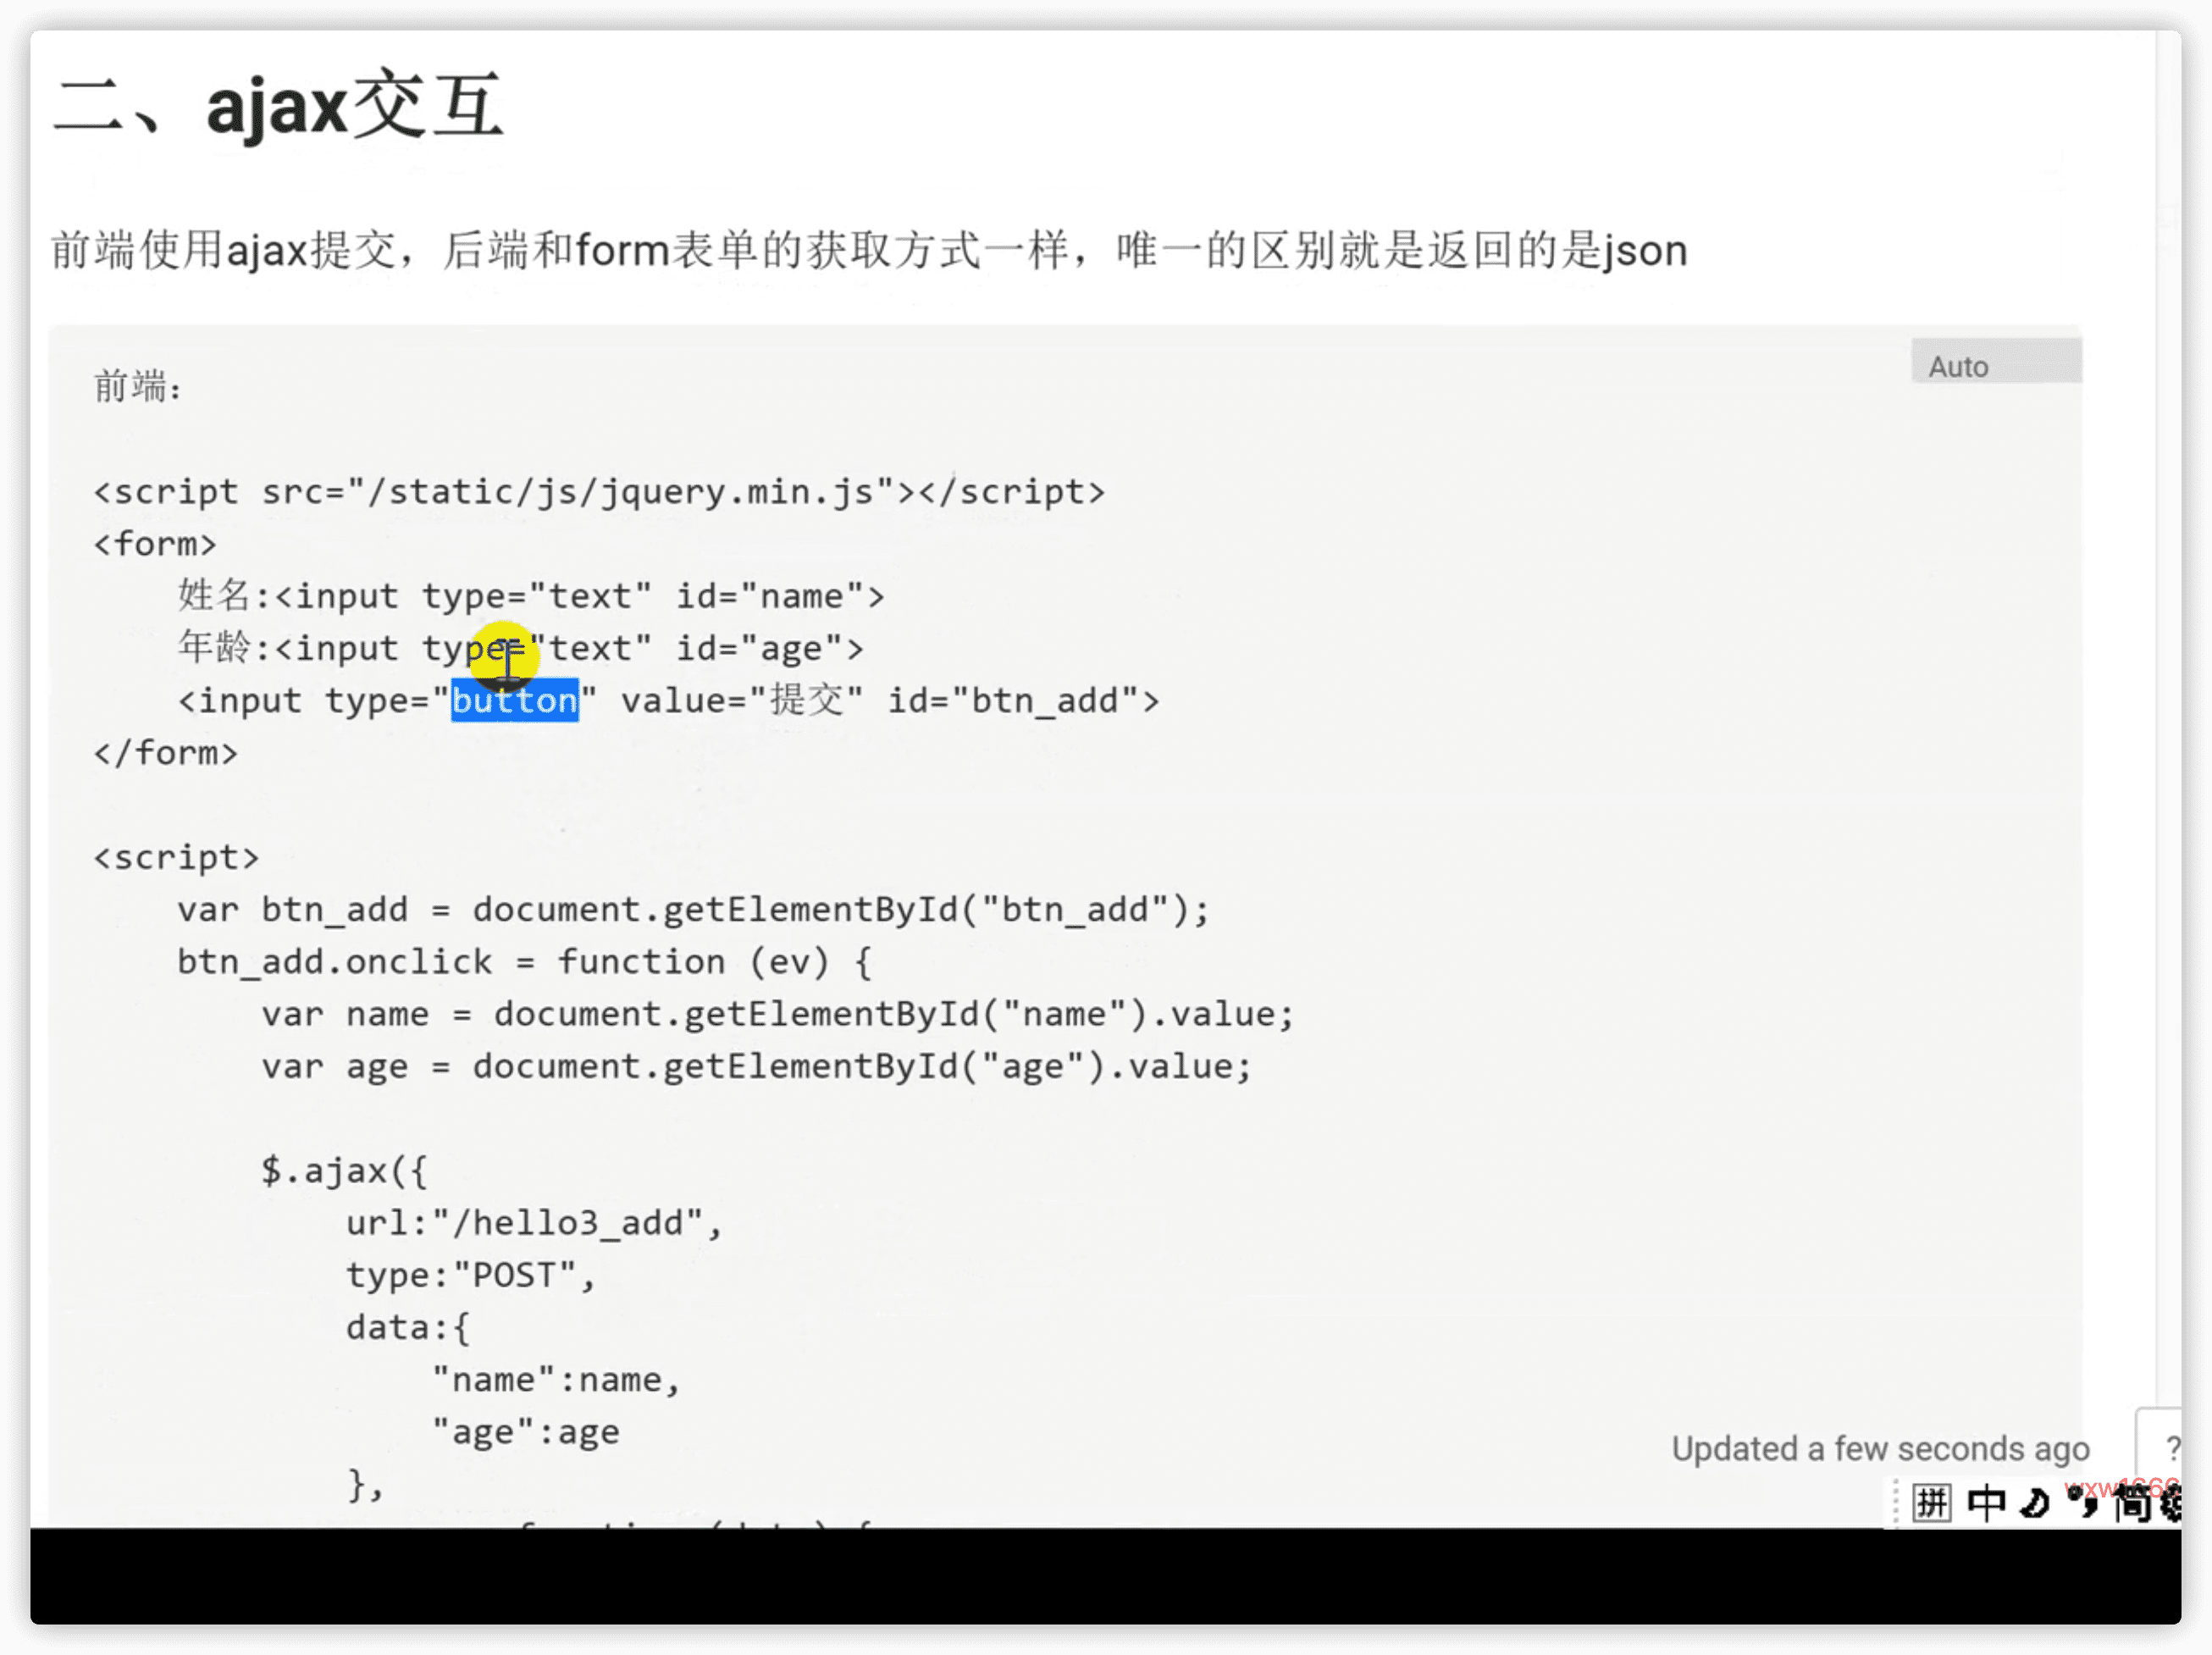 二、ajax交互
前端使用ajax提交，后端和form表单的获取方式一样，唯一的区别就是返回的是json
Auto
前端：
<script src="/static/js/jquery.min.js"></script>
<form>
    姓名:<input type="text" id="name">
    年龄:<input type="text" id="age">
    <input type="button" value="提交" id="btn_add">
</form>
<script>
    var btn_add = document.getElementById("btn_add");
    btn_add.onclick = function (ev) {
        var name = document.getElementById("name").value;
        var age = document.getElementById("age").value;
        $.ajax({
            url:"/hello3_add",
            type:"POST",
            data:{
                "name":name,
                "age":age
            },
Updated a few seconds ago
?
拼 中 简